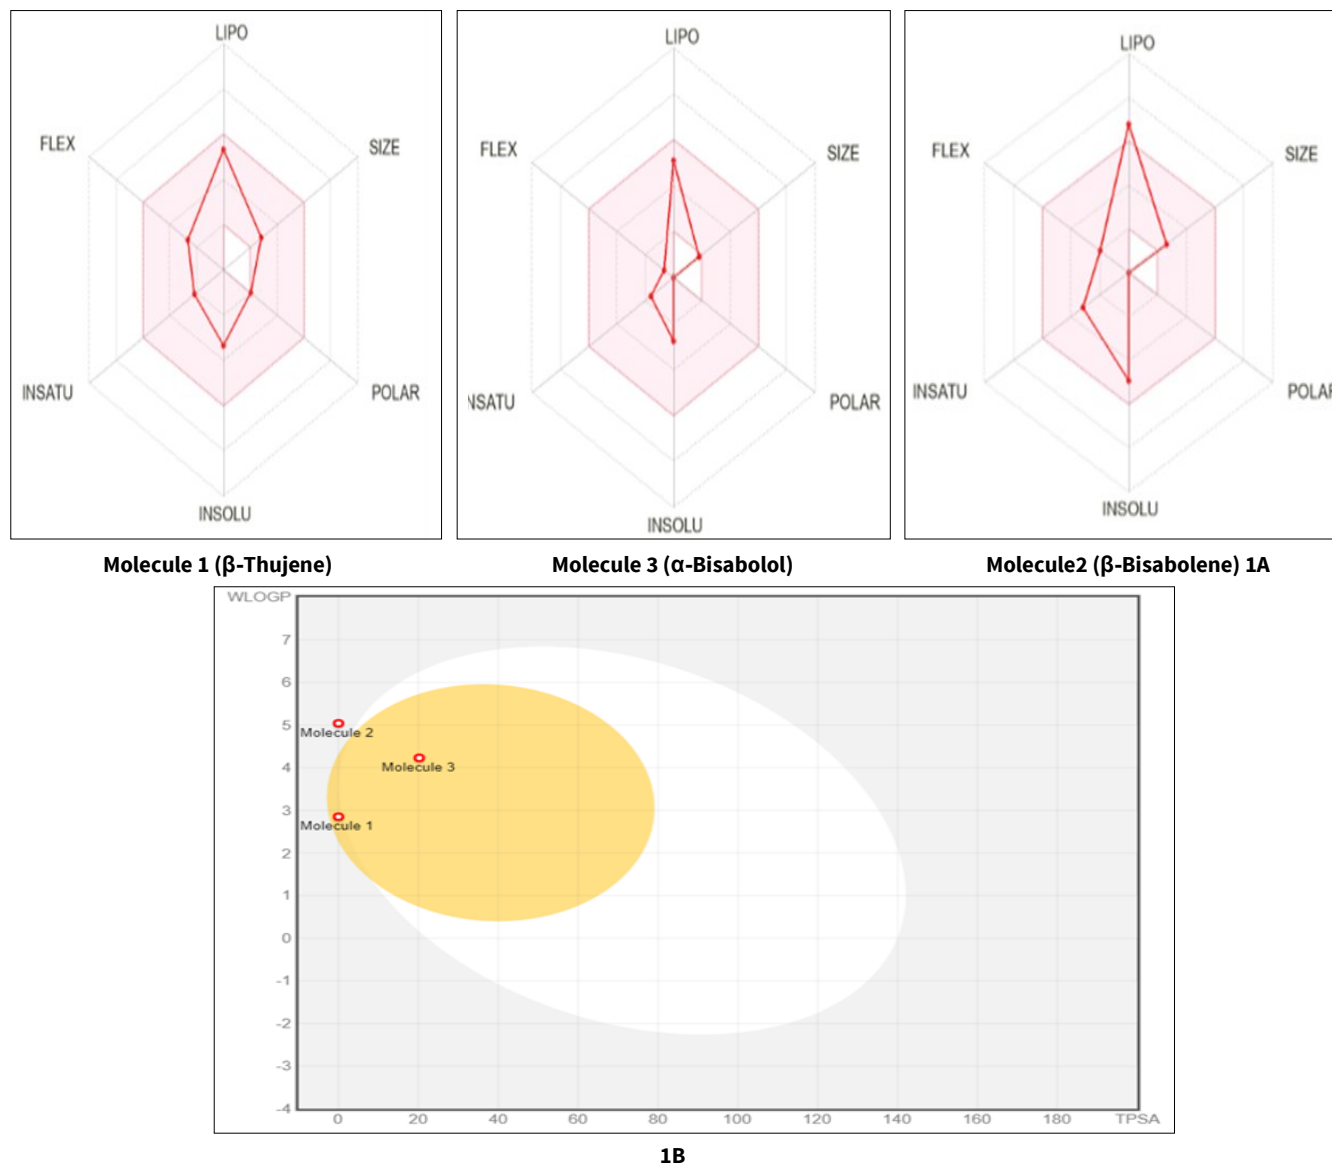 LIPO
FLEX
SIZE
INSATU
POLAR
INSOLU
LIPO
FLEX
SIZE
NSATU
POLAR
INSOLU
LIPO
FLEX
SIZE
INSATU
POLAR
INSOLU
Molecule 1 (β-Thujene)
Molecule 3 (α-Bisabolol)
Molecule2 (β-Bisabolene) 1A
WLOGP
7
6
5
4
3
2
1
0
-1
-2
-3
-4
Molecule 2
Molecule 3
Molecule 1
0 20 40 60 80 100 120 140 160 180 TPSA
1B